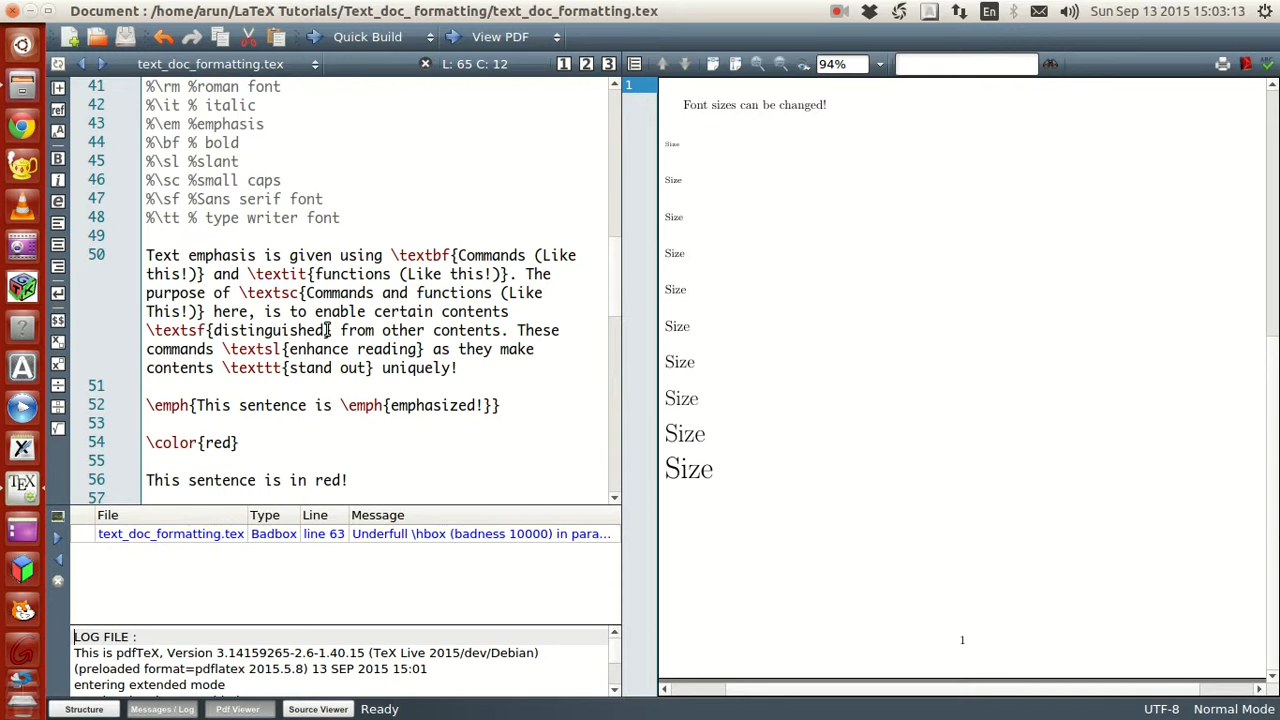 Document : /home/arun/LaTeX Tutorials/Text_doc_ formatting/text_doc_formatting.tex
En
Sun Sep 13 2015 15:03:13
Quick Build
View PDF
text_doc_formatting.tex
L: 65 C: 12
1 2 3
94%
41 %\rm %roman font
42 %\it % italic
43 %\em %emphasis
44 %\bf % bold
45 %\sl %slant
46 %\sc %small caps
47 %\sf %Sans serif font
48 %\tt % type writer font
49
50 Text emphasis is given using \textbf{Commands (Like
this!)} and \textit{functions (Like this!)}. The
purpose of \textsc{Commands and functions (Like
This!)} here, is to enable certain contents
\textsf{distinguished} from other contents. These
commands \textsl{enhance reading} as they make
contents \texttt{stand out} uniquely!
51
52 \emph{This sentence is \emph{emphasized!}}
53
54 \color{red}
55
56 This sentence is in red!
57
File Type Line Message
text_doc_formatting.tex Badbox line 63 Underfull \hbox (badness 10000) in para...
LOG FILE :
This is pdfTeX, Version 3.14159265-2.6-1.40.15 (TeX Live 2015/dev/Debian)
(preloaded format=pdflatex 2015.5.8) 13 SEP 2015 15:01
entering extended mode
1
Font sizes can be changed!
Size
Size
Size
Size
Size
Size
Size
Size
Size
Size
1
Structure
Messages / Log
Pdf Viewer
Source Viewer
Ready
UTF-8
Normal Mode